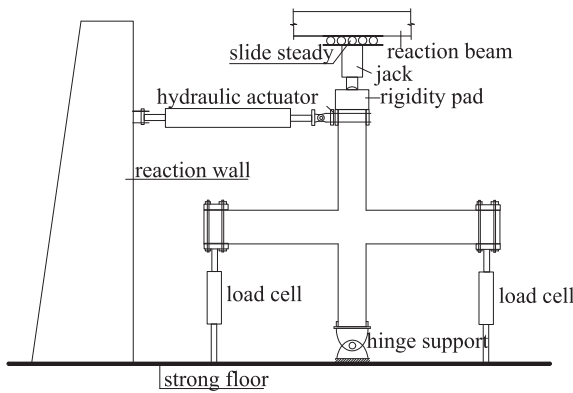 slide steady
reaction beam
jack
hydraulic actuator
rigidity pad
reaction wall
load cell
load cell
hinge support
strong floor